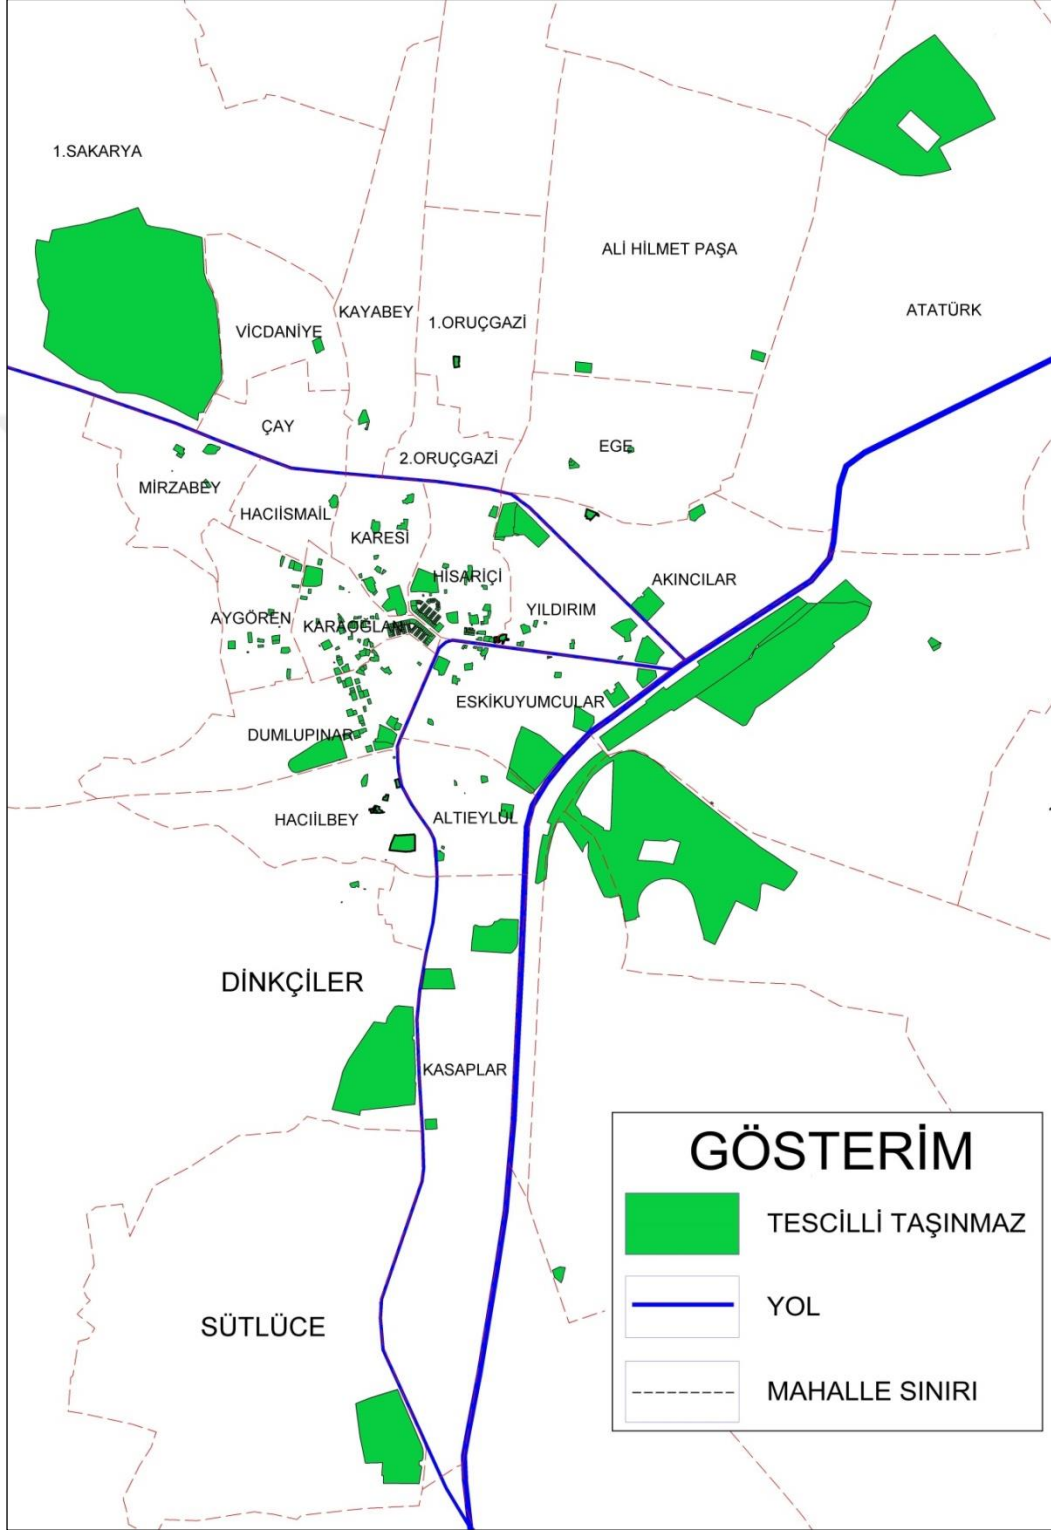 1.SAKARYA
ALİ HİLMET PAŞA
ATATÜRK
KAYABEY
1.ORUÇGAZİ
VİCDANİYE
ÇAY
EGE
2.ORUÇGAZİ
MİRZABEY
HACIİSMAİL
KARESİ
HİSARİÇİ
AKINCILAR
YILDIRIM
AYGÖREN
KARAOĞLAN
ESKİKUYUMCULAR
DUMLUPINAR
HACIİLBEY
ALTIEYLÜL
DİNKÇİLER
KASAPLAR
SÜTLÜCE
GÖSTERİM
TESCİLLİ TAŞINMAZ
YOL
MAHALLE SINIRI